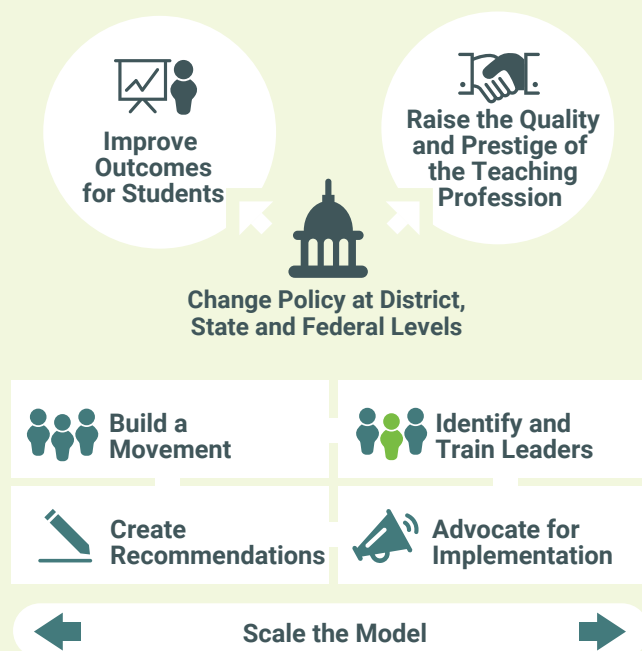 Improve
Outcomes
for Students
Raise the Quality
and Prestige of
the Teaching
Profession
Change Policy at District,
State and Federal Levels
Build a
Movement
Identify and
Train Leaders
Create
Recommendations
Advocate for
Implementation
Scale the Model